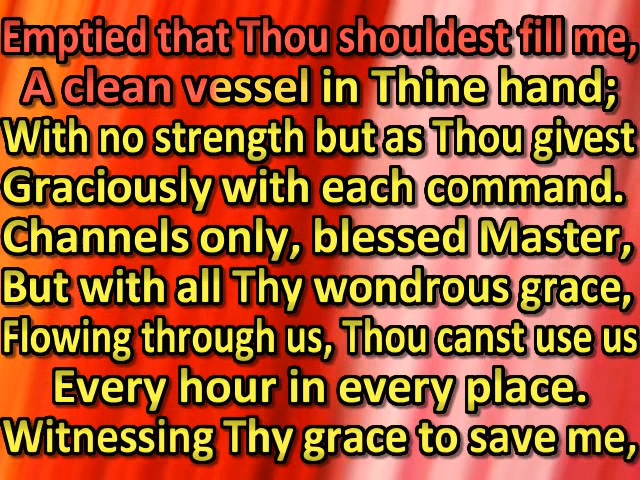 Emptied that Thou shouldest fill me,
A clean vessel in Thine hand;
With no strength but as Thou givest
Graciously with each command.
Channels only, blessed Master,
But with all Thy wondrous grace,
Flowing through us, Thou canst use us
Every hour in every place.
Witnessing Thy grace to save me,